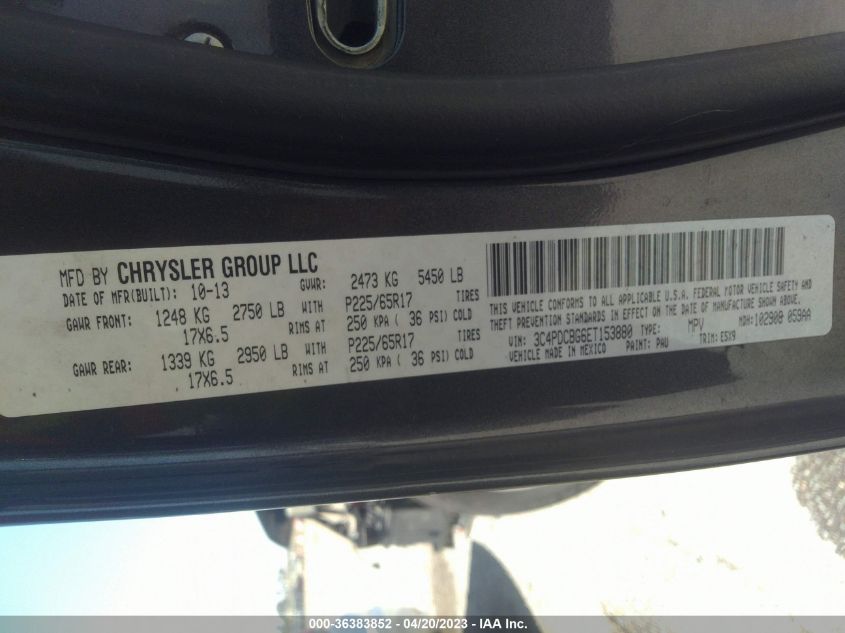 MFD BY CHRYSLER GROUP LLC
DATE OF MFR(BUILT): 10-13 GVWR: 2473 KG 5450 LB
GAWR FRONT: 1248 KG 2750 LB WITH P225/65R17 TIRES
17X6.5 RIMS AT 250 KPA ( 36 PSI) COLD
GAWR REAR: 1339 KG 2950 LB WITH P225/65R17 TIRES
17X6.5 RIMS AT 250 KPA ( 36 PSI) COLD
THIS VEHICLE CONFORMS TO ALL APPLICABLE U.S.A. FEDERAL MOTOR VEHICLE SAFETY AND
THEFT PREVENTION STANDARDS IN EFFECT ON THE DATE OF MANUFACTURE SHOWN ABOVE.
VIN: 3C4PDCBG6ET153880 TYPE: MPV MDH: 102908 059AA
VEHICLE MADE IN MEXICO PAINT: PAU TRIM: ESX9
000-36383852 - 04/20/2023 - IAA Inc.